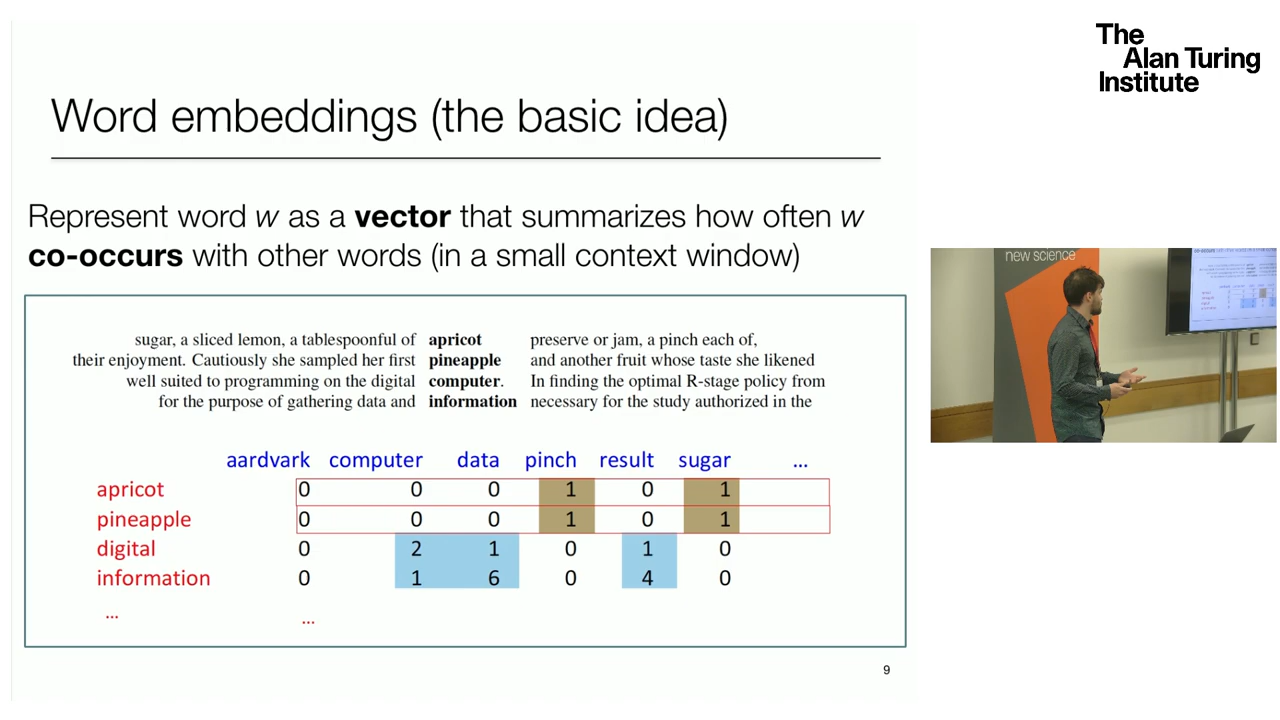 The
Alan Turing
Institute
Word embeddings (the basic idea)
Represent word w as a vector that summarizes how often w
co-occurs with other words (in a small context window)
sugar, a sliced lemon, a tablespoonful of apricot preserve or jam, a pinch each of,
their enjoyment. Cautiously she sampled her first pineapple and another fruit whose taste she likened
well suited to programming on the digital computer. In finding the optimal R-stage policy from
for the purpose of gathering data and information necessary for the study authorized in the
aardvark computer data pinch result sugar ...
apricot 0 0 0 1 0 1
pineapple 0 0 0 1 0 1
digital 0 2 1 0 1 0
information 0 1 6 0 4 0
... ...
9
new science